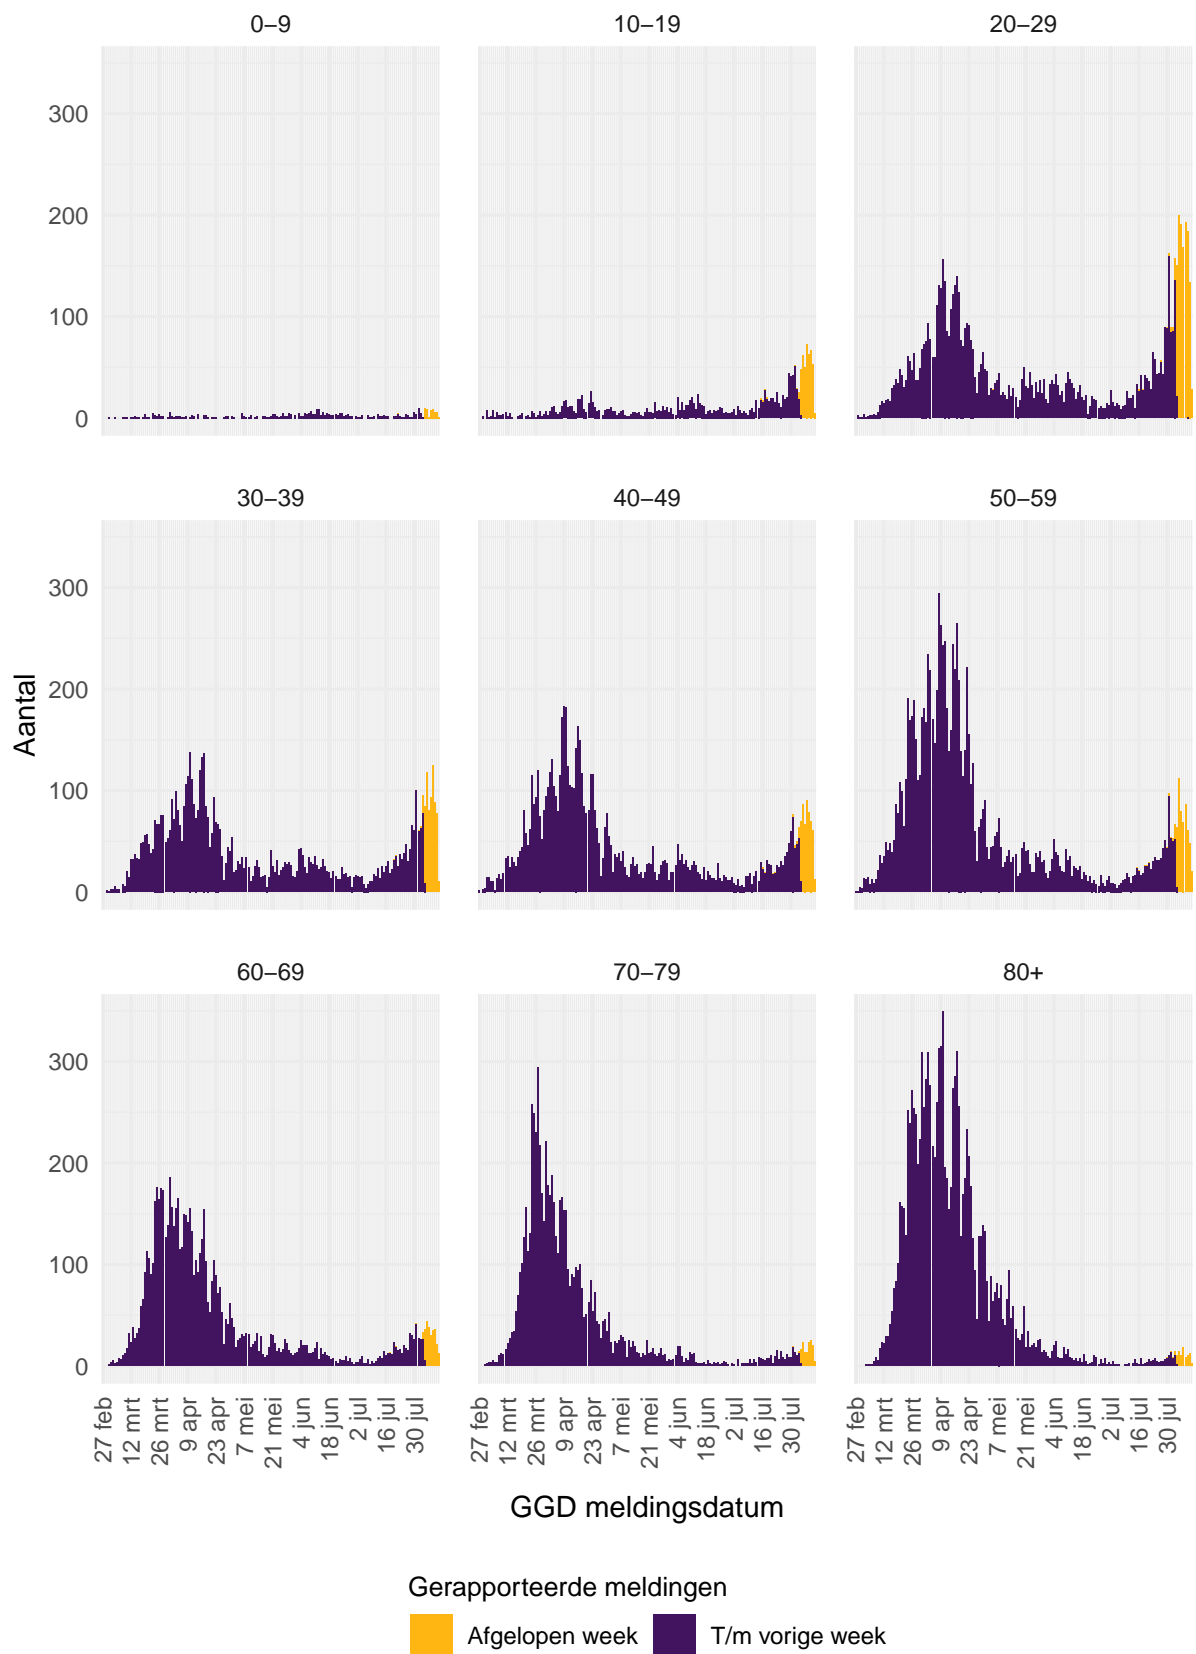 0–9 10–19 20–29
300
200
100
0
30–39 40–49 50–59
300
200
100
0
Aantal
60–69 70–79 80+
300
200
100
0
27 feb 12 mrt 26 mrt 9 apr 23 apr 7 mei 21 mei 4 jun 18 jun 2 jul 16 jul 30 jul
27 feb 12 mrt 26 mrt 9 apr 23 apr 7 mei 21 mei 4 jun 18 jun 2 jul 16 jul 30 jul
27 feb 12 mrt 26 mrt 9 apr 23 apr 7 mei 21 mei 4 jun 18 jun 2 jul 16 jul 30 jul
GGD meldingsdatum
Gerapporteerde meldingen
Afgelopen week T/m vorige week